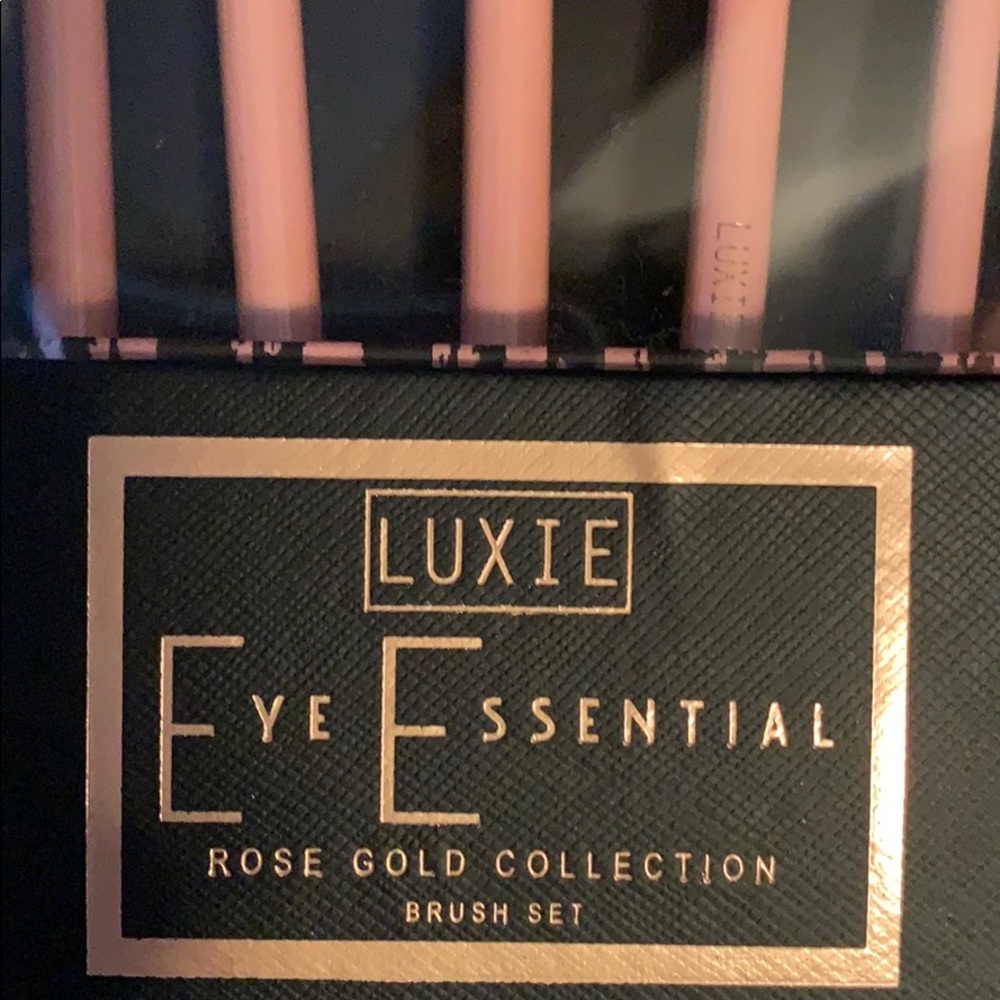 LUXIE
LUXIE
EYE ESSENTIAL
ROSE GOLD COLLECTION
BRUSH SET